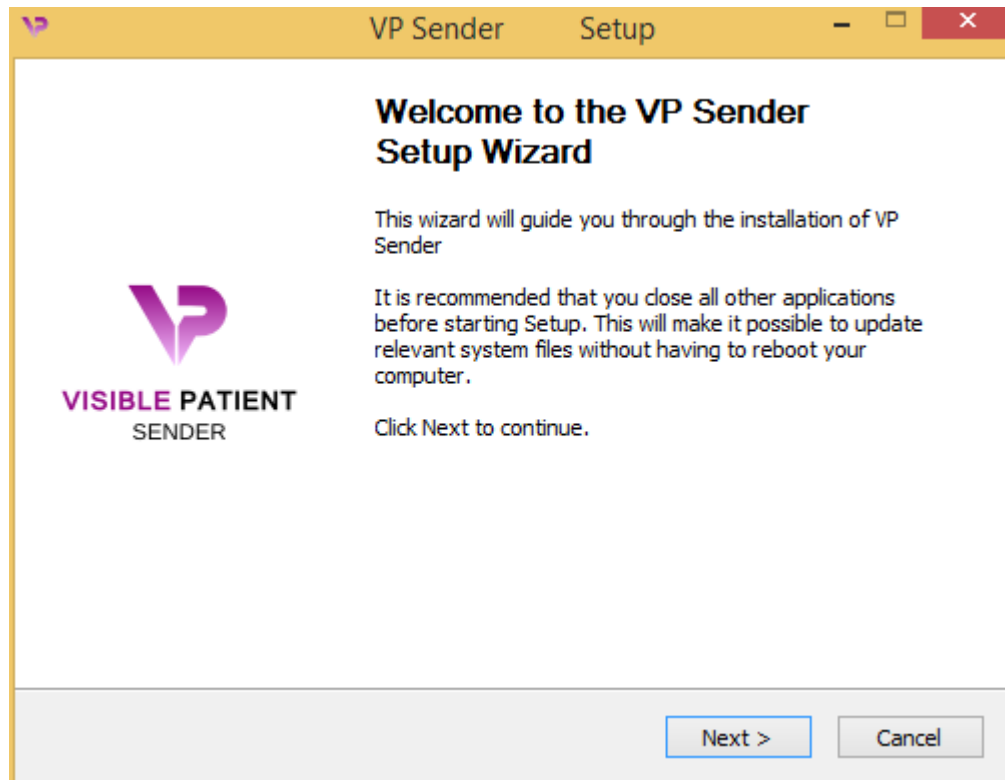 VP Sender Setup
Welcome to the VP Sender
Setup Wizard
This wizard will guide you through the installation of VP
Sender
It is recommended that you close all other applications
before starting Setup. This will make it possible to update
relevant system files without having to reboot your
computer.
Click Next to continue.
VISIBLE PATIENT
SENDER
Next >
Cancel